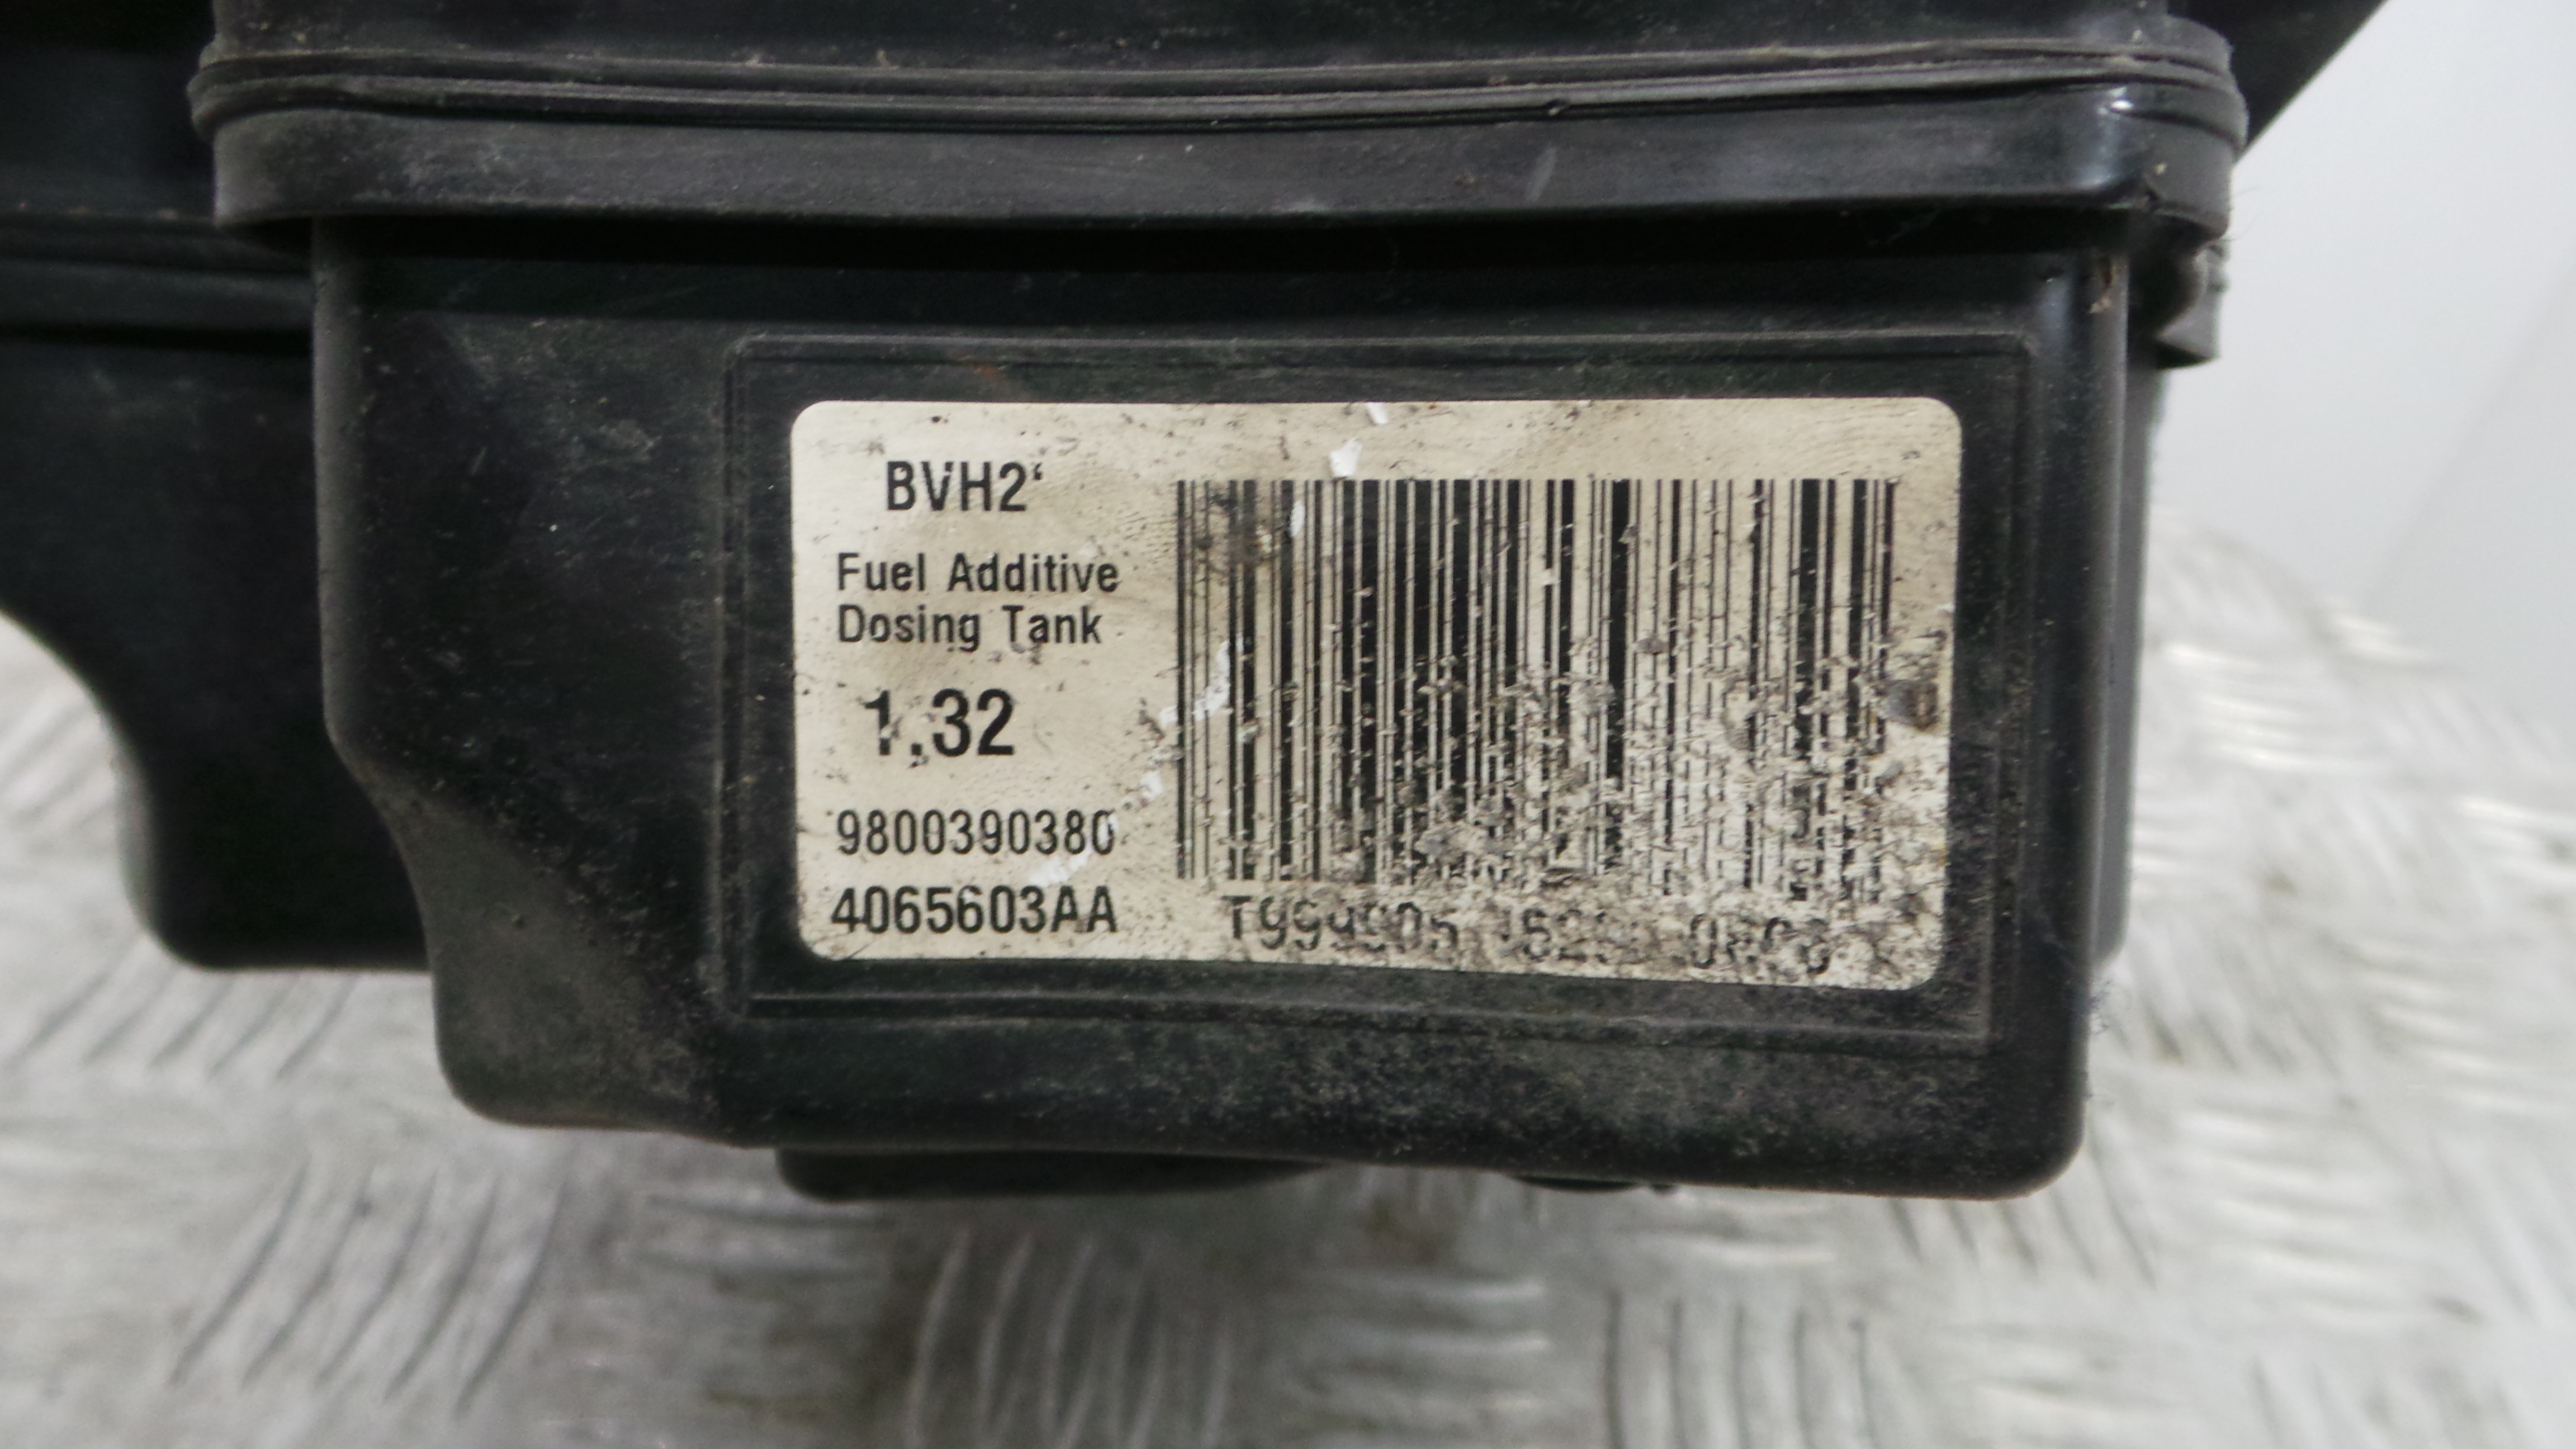 BVH2'
Fuel Additive
Dosing Tank
1.32
9800390380
4065603AA